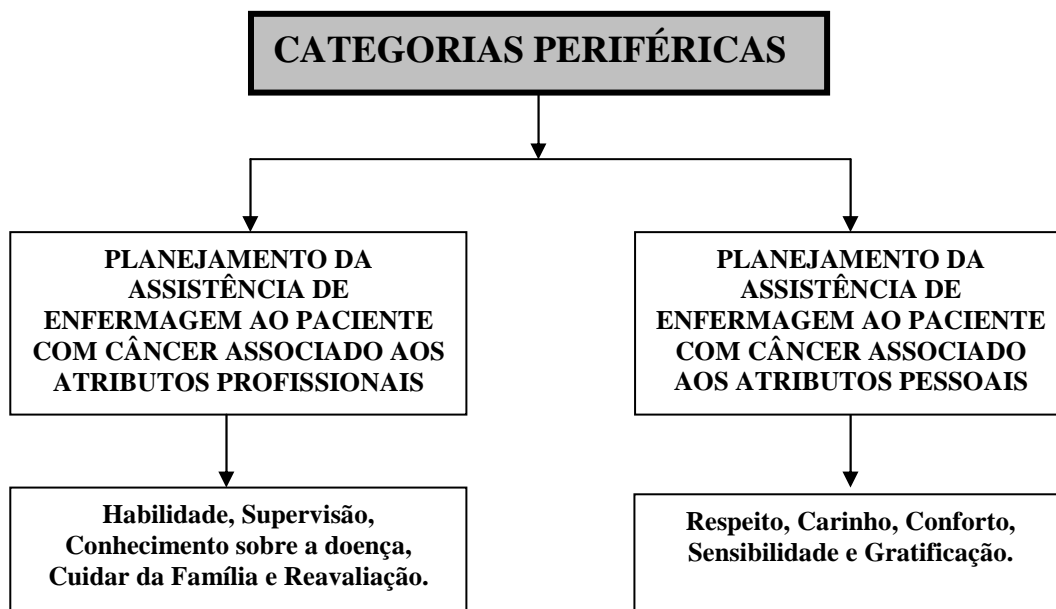 CATEGORIAS PERIFÉRICAS
PLANEJAMENTO DA
ASSISTÊNCIA DE
ENFERMAGEM AO PACIENTE
COM CÂNCER ASSOCIADO AOS
ATRIBUTOS PROFISSIONAIS
PLANEJAMENTO DA
ASSISTÊNCIA DE
ENFERMAGEM AO PACIENTE
COM CÂNCER ASSOCIADO
AOS ATRIBUTOS PESSOAIS
Habilidade, Supervisão,
Conhecimento sobre a doença,
Cuidar da Família e Reavaliação.
Respeito, Carinho, Conforto,
Sensibilidade e Gratificação.